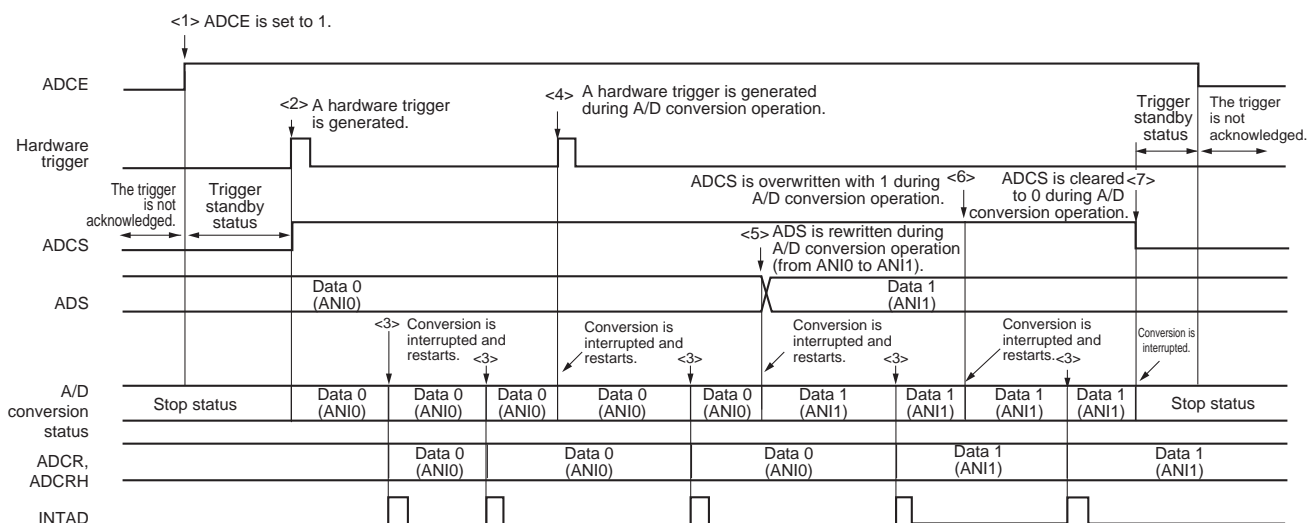 <1> ADCE is set to 1.
ADCE
<2> A hardware trigger
is generated.
<4> A hardware trigger is generated
during A/D conversion operation.
Trigger
standby
status
The trigger
is not
acknowledged.
Hardware
trigger
The trigger
is not
acknowledged.
Trigger
standby
status
ADCS is overwritten with 1 during <6>
A/D conversion operation.
ADCS is cleared <7>
to 0 during A/D
conversion operation.
ADCS
<5> ADS is rewritten during
A/D conversion operation
(from ANI0 to ANI1).
ADS
Data 0
(ANI0)
Data 1
(ANI1)
<3>
Conversion is
interrupted and
restarts.
<3>
Conversion is
interrupted and
restarts.
<3>
Conversion is
interrupted and
restarts.
<3>
Conversion is
interrupted and
restarts.
<3>
Conversion is
interrupted.
A/D
conversion
status
Stop status
Data 0
(ANI0)
Data 0
(ANI0)
Data 0
(ANI0)
Data 0
(ANI0)
Data 0
(ANI0)
Data 1
(ANI1)
Data 1
(ANI1)
Data 1
(ANI1)
Data 1
(ANI1)
Stop status
ADCR,
ADCRH
Data 0
(ANI0)
Data 0
(ANI0)
Data 0
(ANI0)
Data 1
(ANI1)
Data 1
(ANI1)
INTAD